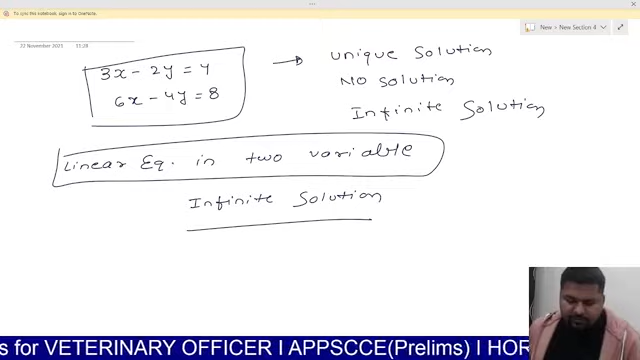 To sync this notebook, sign in to OneNote.
New
New Section 4
22 November 2021 11:28
3x - 2y = 4
6x - 4y = 8
unique solution
No solution
Infinite solution
Linear Eq. in two variable
Infinite solution
s for VETERINARY OFFICER I APPSCCE(Prelims) I HOR